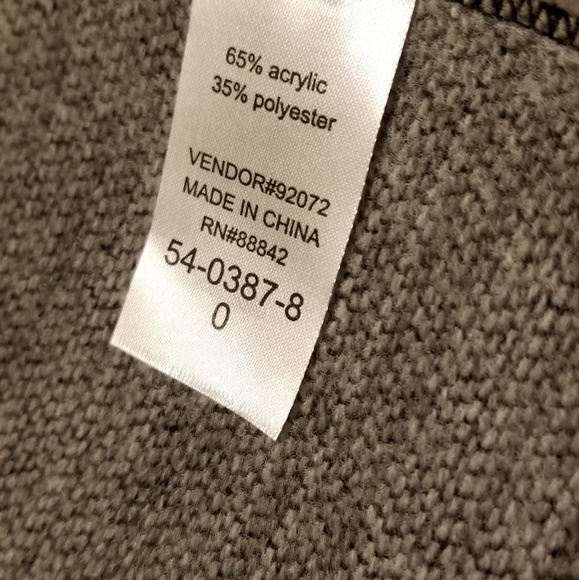 65% acrylic
35% polyester
VENDOR#92072
MADE IN CHINA
RN#88842
54-0387-8
0